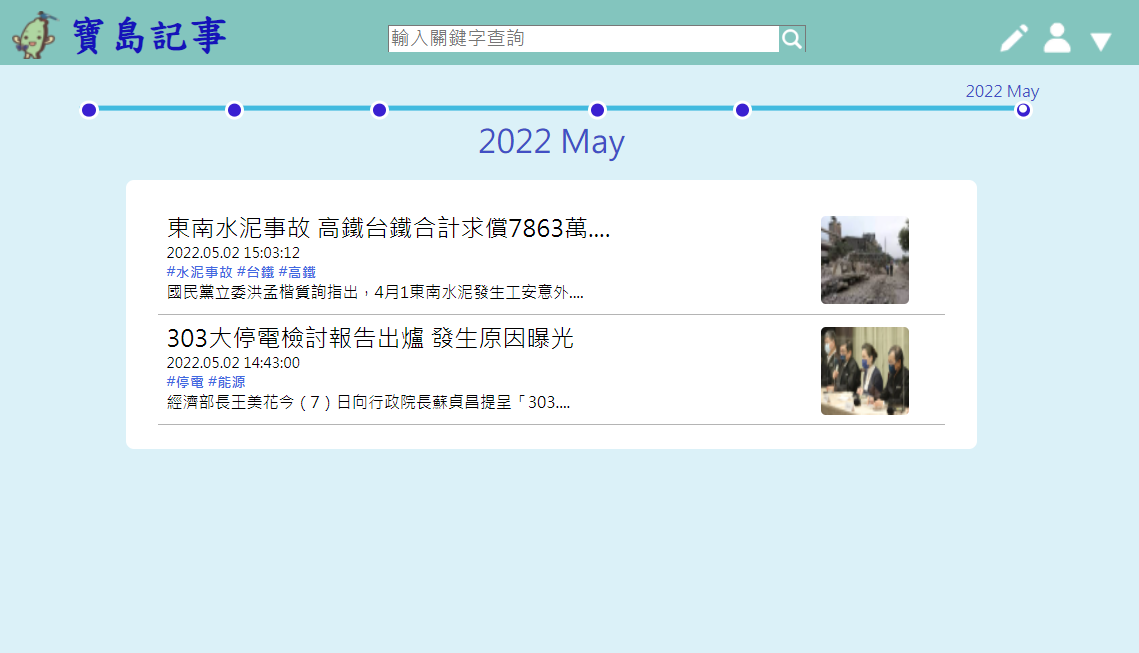 寶島記事
輸入關鍵字查詢
2022 May
2022 May
東南水泥事故 高鐵台鐵合計求償7863萬....
2022.05.02 15:03:12
#水泥事故 #台鐵 #高鐵
國民黨立委洪孟楷質詢指出，4月1東南水泥發生工安意外....
303大停電檢討報告出爐 發生原因曝光
2022.05.02 14:43:00
#停電 #能源
經濟部長王美花今（7）日向行政院長蘇貞昌提呈「303....